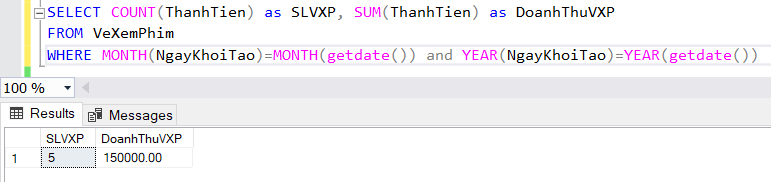 SELECT COUNT(ThanhTien) as SLVXP, SUM(ThanhTien) as DoanhThuVXP
FROM VeXemPhim
WHERE MONTH(NgayKhoiTao)=MONTH(getdate()) and YEAR(NgayKhoiTao)=YEAR(getdate())
100 %
Results Messages
SLVXP DoanhThuVXP
1 5 150000.00